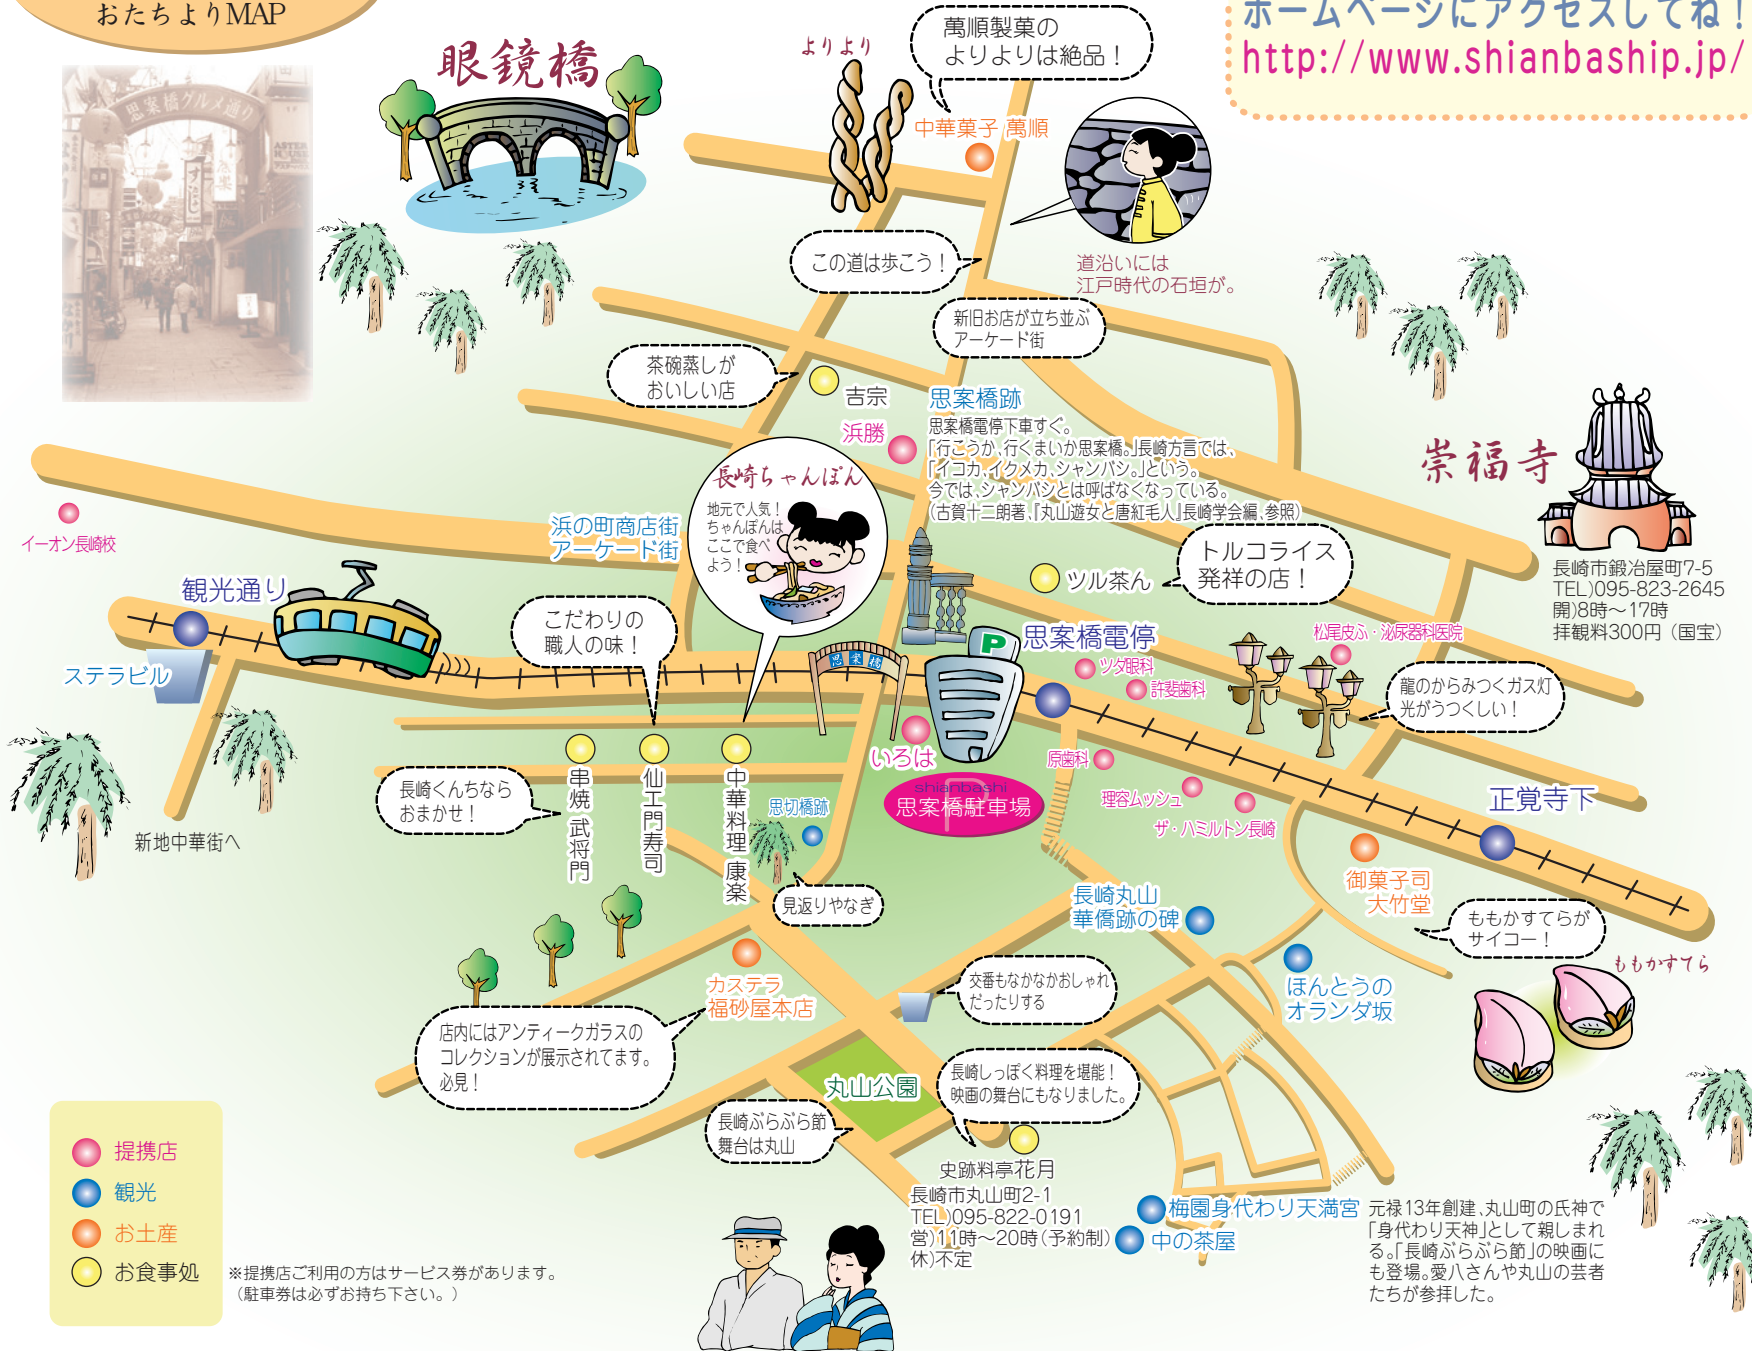 おたちよりMAP
思案橋グルメ通り
眼鏡橋
よりより
萬順製菓の
よりよりは絶品！
中華菓子 萬順
ホームページにアクセスしてね！
http://www.shianbaship.jp/
この道は歩こう！
道沿いには
江戸時代の石垣が。
新旧お店が立ち並ぶ
アーケード街
茶碗蒸しが
おいしい店
吉宗
浜勝
思案橋跡
思案橋電停下車すぐ。
「行こうか、行くまいか思案橋。」長崎方言では、
「イコカ、イクメカ、シャンバシ。」という。
今では、シャンバシとは呼ばなくなっている。
（古賀十二朗著、『丸山遊女と唐紅毛人』長崎学会編、参照）
崇福寺
長崎市鍛冶屋町7-5
TEL)095-823-2645
開)8時～17時
拝観料300円（国宝）
イーオン長崎校
浜の町商店街
アーケード街
長崎ちゃんぽん
地元で人気！
ちゃんぽんは
ここで食べ
よう！
ツル茶ん
トルコライス
発祥の店！
観光通り
ステラビル
新地中華街へ
こだわりの
職人の味！
思案橋
P
思案橋電停
ツダ眼科
許斐歯科
松尾皮ふ・泌尿器科医院
龍のからみつくガス灯
光がうつくしい！
いろは
原歯科
理容ムッシュ
ザ・ハミルトン長崎
正覚寺下
P
shianbashi
思案橋駐車場
長崎くんちなら
おまかせ！
串焼 武将門
仙工門寿司
中華料理 康楽
思切橋跡
見返りやなぎ
御菓子司
大竹堂
ももかすてらが
サイコー！
ももかすてら
長崎丸山
華僑跡の碑
ほんとうの
オランダ坂
カステラ
福砂屋本店
店内にはアンティークガラスの
コレクションが展示されてます。
必見！
交番もなかなかおしゃれ
だったりする
丸山公園
長崎しっぽく料理を堪能！
映画の舞台にもなりました。
長崎ぶらぶら節
舞台は丸山
史跡料亭花月
長崎市丸山町2-1
TEL)095-822-0191
営)11時～20時（予約制）
休)不定
梅園身代わり天満宮
中の茶屋
元禄13年創建、丸山町の氏神で
「身代わり天神」として親しまれ
る。「長崎ぶらぶら節」の映画に
も登場。愛八さんや丸山の芸者
たちが参拝した。
提携店
観光
お土産
お食事処
※提携店ご利用の方はサービス券があります。
（駐車券は必ずお持ち下さい。）